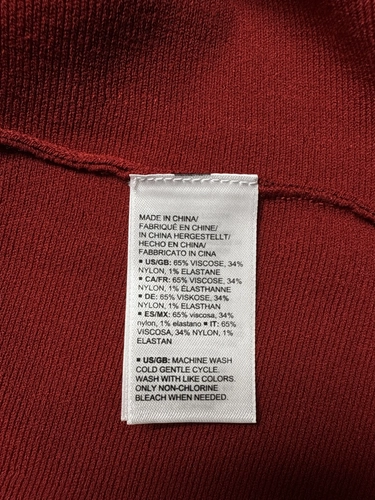 MADE IN CHINA/
FABRIQUÉ EN CHINE/
IN CHINA HERGESTELLT/
HECHO EN CHINA/
FABBRICATO IN CINA
▪ US/GB: 65% VISCOSE, 34%
NYLON, 1% ELASTANE
▪ CA/FR: 65% VISCOSE, 34%
NYLON, 1% ÉLASTHANNE
▪ DE: 65% VISKOSE, 34%
NYLON, 1% ELASTHAN
▪ ES/MX: 65% viscosa, 34%
nylon, 1% elastano ▪ IT: 65%
VISCOSA, 34% NYLON, 1%
ELASTAN
▪ US/GB: MACHINE WASH
COLD GENTLE CYCLE.
WASH WITH LIKE COLORS.
ONLY NON-CHLORINE
BLEACH WHEN NEEDED.